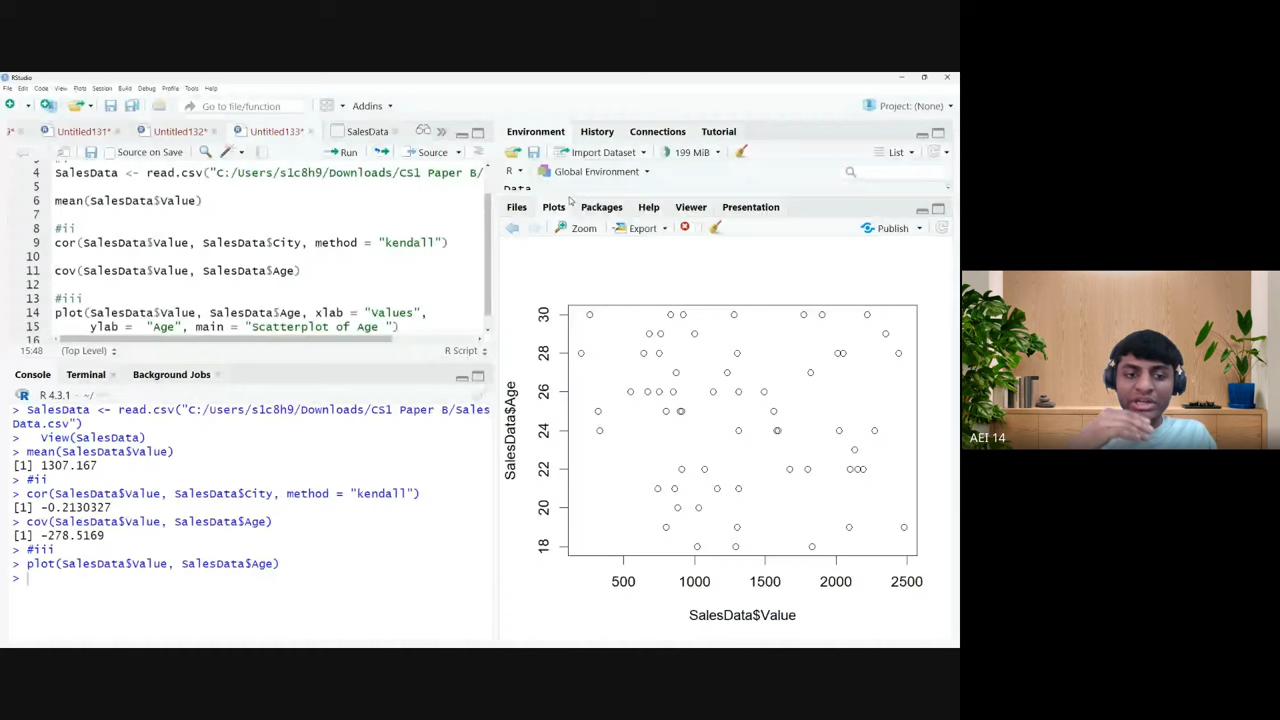 RStudio
File Edit Code View Plots Session Build Debug Profile Tools Help
Go to file/function
Addins
Project: (None)
Untitled131*
Untitled132*
Untitled133*
SalesData
Source on Save
Run
Source
4 SalesData <- read.csv("C:/Users/s1c8h9/Downloads/CS1 Paper B/
5
6 mean(SalesData$Value)
7
8 #ii
9 cor(SalesData$Value, SalesData$City, method = "kendall")
10
11 cov(SalesData$Value, SalesData$Age)
12
13 #iii
14 plot(SalesData$Value, SalesData$Age, xlab = "Values",
15 ylab = "Age", main = "Scatterplot of Age ")
16
15:48
(Top Level)
R Script
Console
Terminal
Background Jobs
R 4.3.1 · ~/
> SalesData <- read.csv("C:/Users/s1c8h9/Downloads/CS1 Paper B/Sales
Data.csv")
> View(SalesData)
> mean(SalesData$Value)
[1] 1307.167
> #ii
> cor(SalesData$Value, SalesData$City, method = "kendall")
[1] -0.2130327
> cov(SalesData$Value, SalesData$Age)
[1] -278.5169
> #iii
> plot(SalesData$Value, SalesData$Age)
>
Environment
History
Connections
Tutorial
Import Dataset
199 MiB
List
R
Global Environment
Data
Files
Plots
Packages
Help
Viewer
Presentation
Zoom
Export
Publish
30
28
26
24
22
20
18
SalesData$Age
500 1000 1500 2000 2500
SalesData$Value
AEI 14